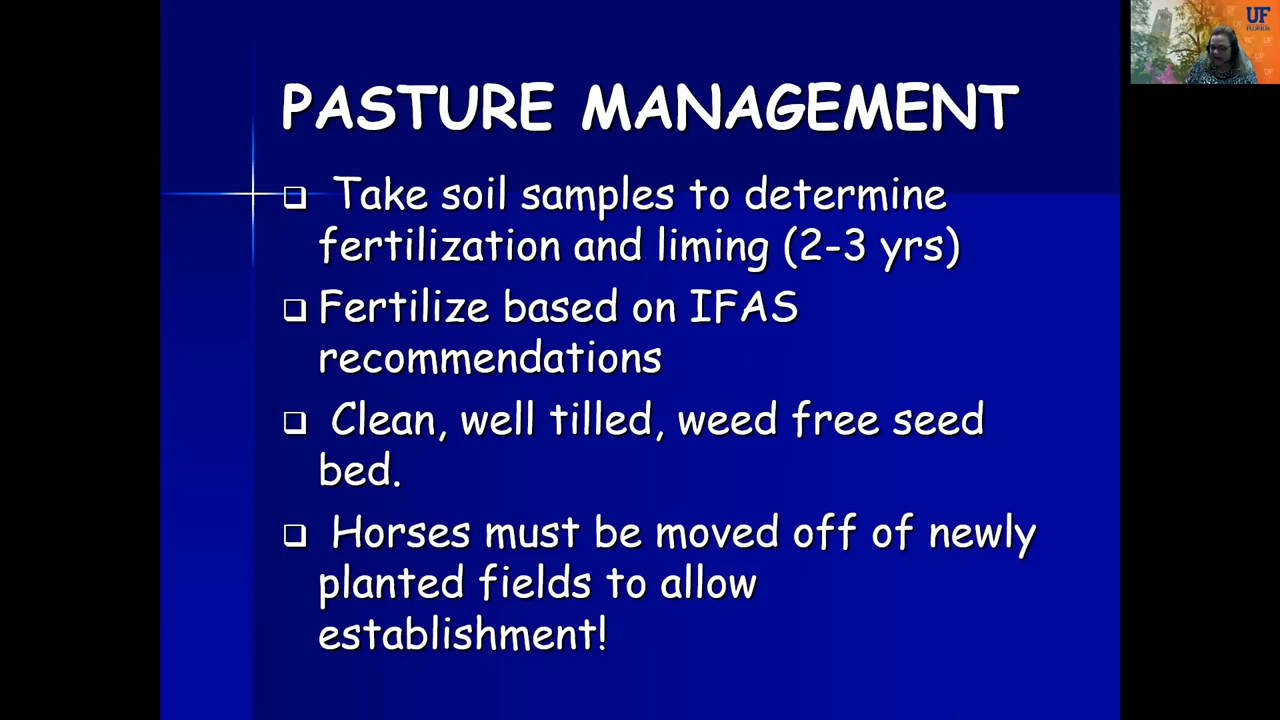 PASTURE MANAGEMENT
Take soil samples to determine
fertilization and liming (2-3 yrs)
Fertilize based on IFAS
recommendations
Clean, well tilled, weed free seed
bed.
Horses must be moved off of newly
planted fields to allow
establishment!
UF
FLORIDA